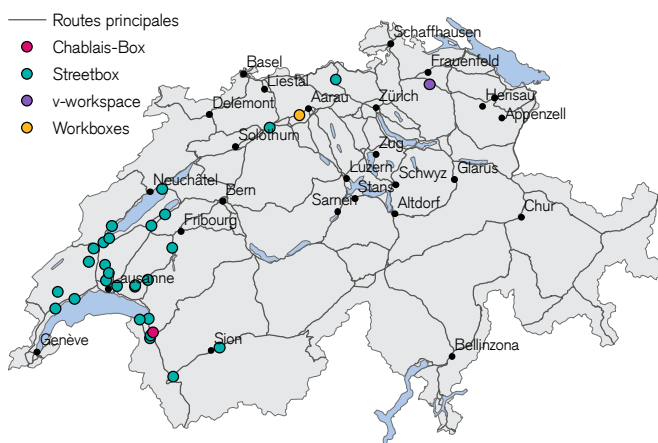 Routes principales
Chablais-Box
Streetbox
v-workspace
Workboxes
Schaffhausen
Basel
Frauenfeld
Liestal
Delémont
Aarau
Zürich
Herisau
Appenzell
Solothurn
Zug
Luzern
Neuchâtel
Bern
Stans
Schwyz
Glarus
Sarnen
Altdorf
Chur
Fribourg
Lausanne
Genève
Sion
Bellinzona